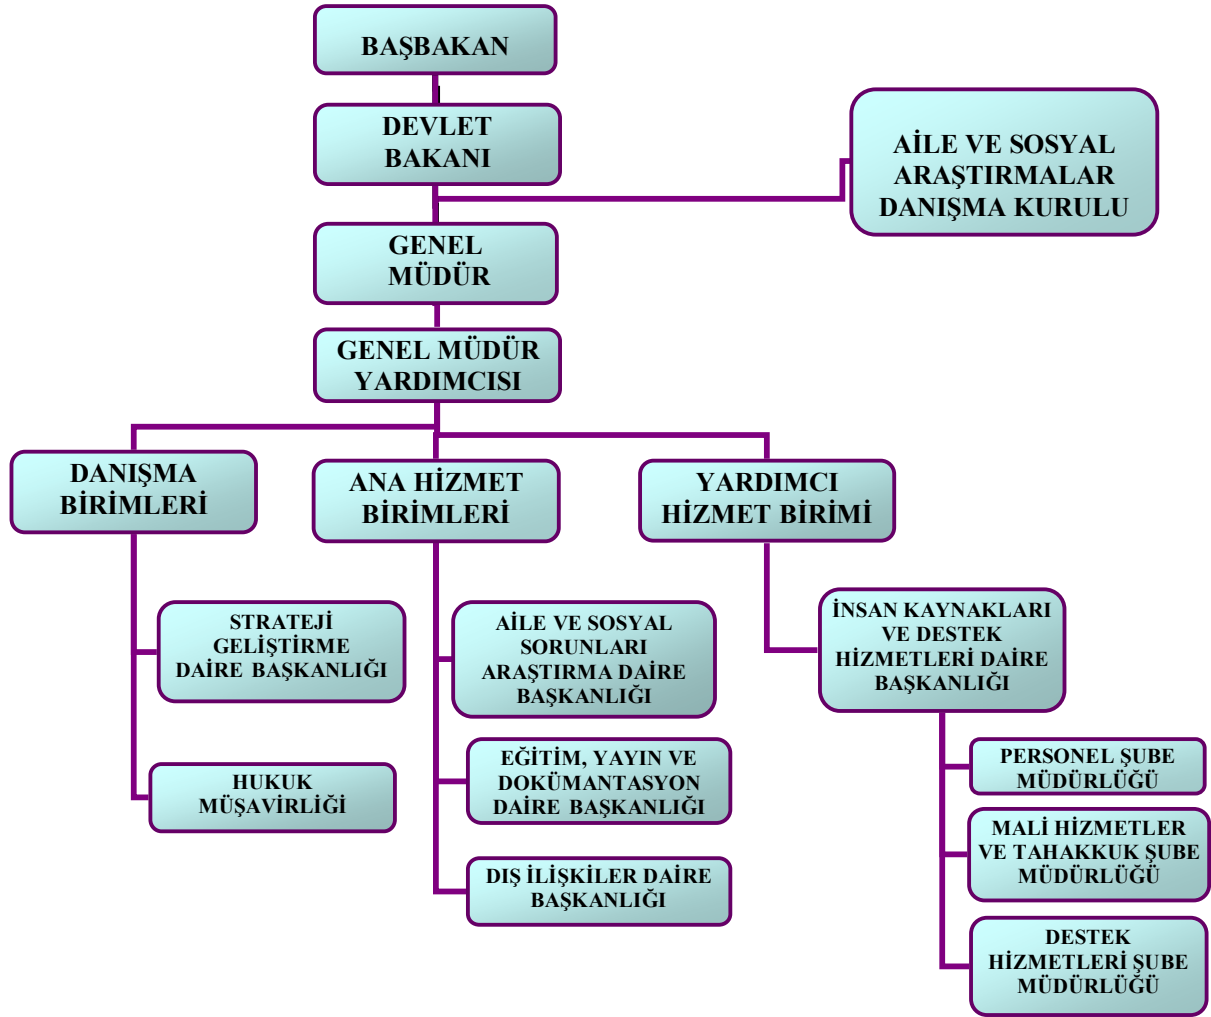 BAŞBAKAN
DEVLET
BAKANI
AİLE VE SOSYAL
ARAŞTIRMALAR
DANIŞMA KURULU
GENEL
MÜDÜR
GENEL MÜDÜR
YARDIMCISI
DANIŞMA
BİRİMLERİ
ANA HİZMET
BİRİMLERİ
YARDIMCI
HİZMET BİRİMİ
STRATEJİ
GELİŞTİRME
DAİRE BAŞKANLIĞI
HUKUK
MÜŞAVİRLİĞİ
AİLE VE SOSYAL
SORUNLARI
ARAŞTIRMA DAİRE
BAŞKANLIĞI
EĞİTİM, YAYIN VE
DOKÜMANTASYON
DAİRE BAŞKANLIĞI
DIŞ İLİŞKİLER DAİRE
BAŞKANLIĞI
İNSAN KAYNAKLARI
VE DESTEK
HİZMETLERİ DAİRE
BAŞKANLIĞI
PERSONEL ŞUBE
MÜDÜRLÜĞÜ
MALİ HİZMETLER
VE TAHAKKUK ŞUBE
MÜDÜRLÜĞÜ
DESTEK
HİZMETLERİ ŞUBE
MÜDÜRLÜĞÜ